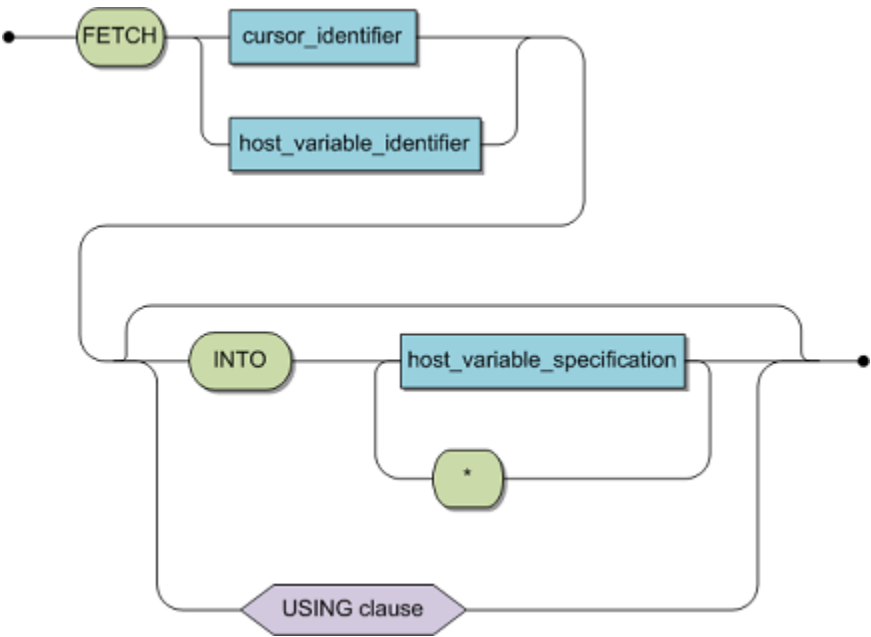 FETCH
cursor_identifier
host_variable_identifier
INTO
host_variable_specification
*
USING clause